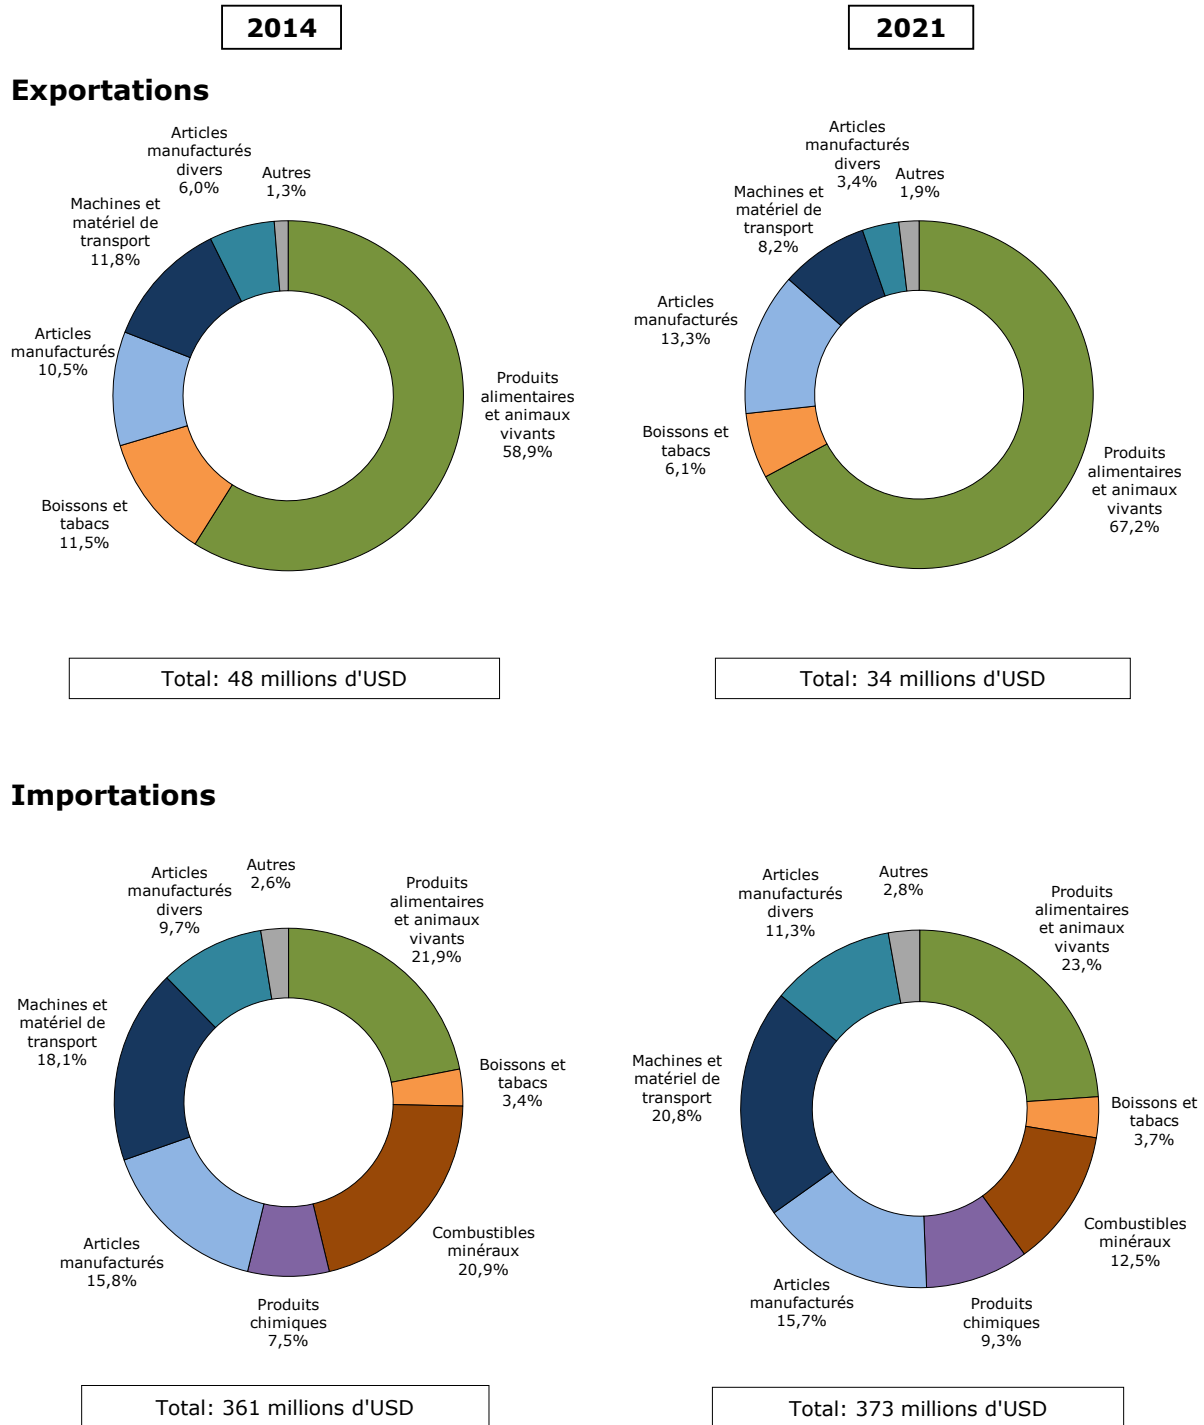 2014
2021
Exportations
Articles
manufacturés
divers
6,0%
Autres
1,3%
Machines et
matériel de
transport
11,8%
Articles
manufacturés
10,5%
Boissons et
tabacs
11,5%
Produits
alimentaires
et animaux
vivants
58,9%
Articles
manufacturés
divers
3,4%
Autres
1,9%
Machines et
matériel de
transport
8,2%
Articles
manufacturés
13,3%
Boissons et
tabacs
6,1%
Produits
alimentaires
et animaux
vivants
67,2%
Total: 48 millions d'USD
Total: 34 millions d'USD
Importations
Articles
manufacturés
divers
9,7%
Autres
2,6%
Produits
alimentaires
et animaux
vivants
21,9%
Machines et
matériel de
transport
18,1%
Boissons et
tabacs
3,4%
Articles
manufacturés
15,8%
Combustibles
minéraux
20,9%
Produits
chimiques
7,5%
Articles
manufacturés
divers
11,3%
Autres
2,8%
Produits
alimentaires
et animaux
vivants
23,%
Machines et
matériel de
transport
20,8%
Boissons et
tabacs
3,7%
Combustibles
minéraux
12,5%
Articles
manufacturés
15,7%
Produits
chimiques
9,3%
Total: 361 millions d'USD
Total: 373 millions d'USD